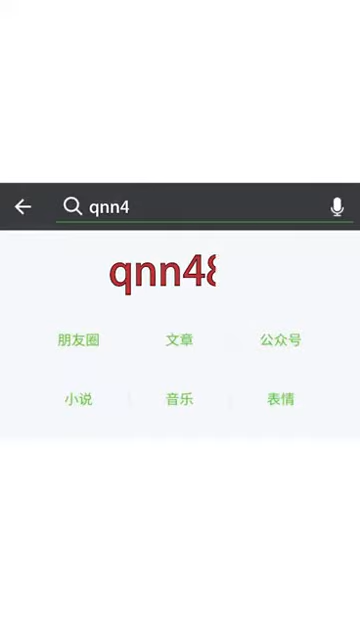 qnn4
qnn4
朋友圈 文章 公众号
小说 音乐 表情